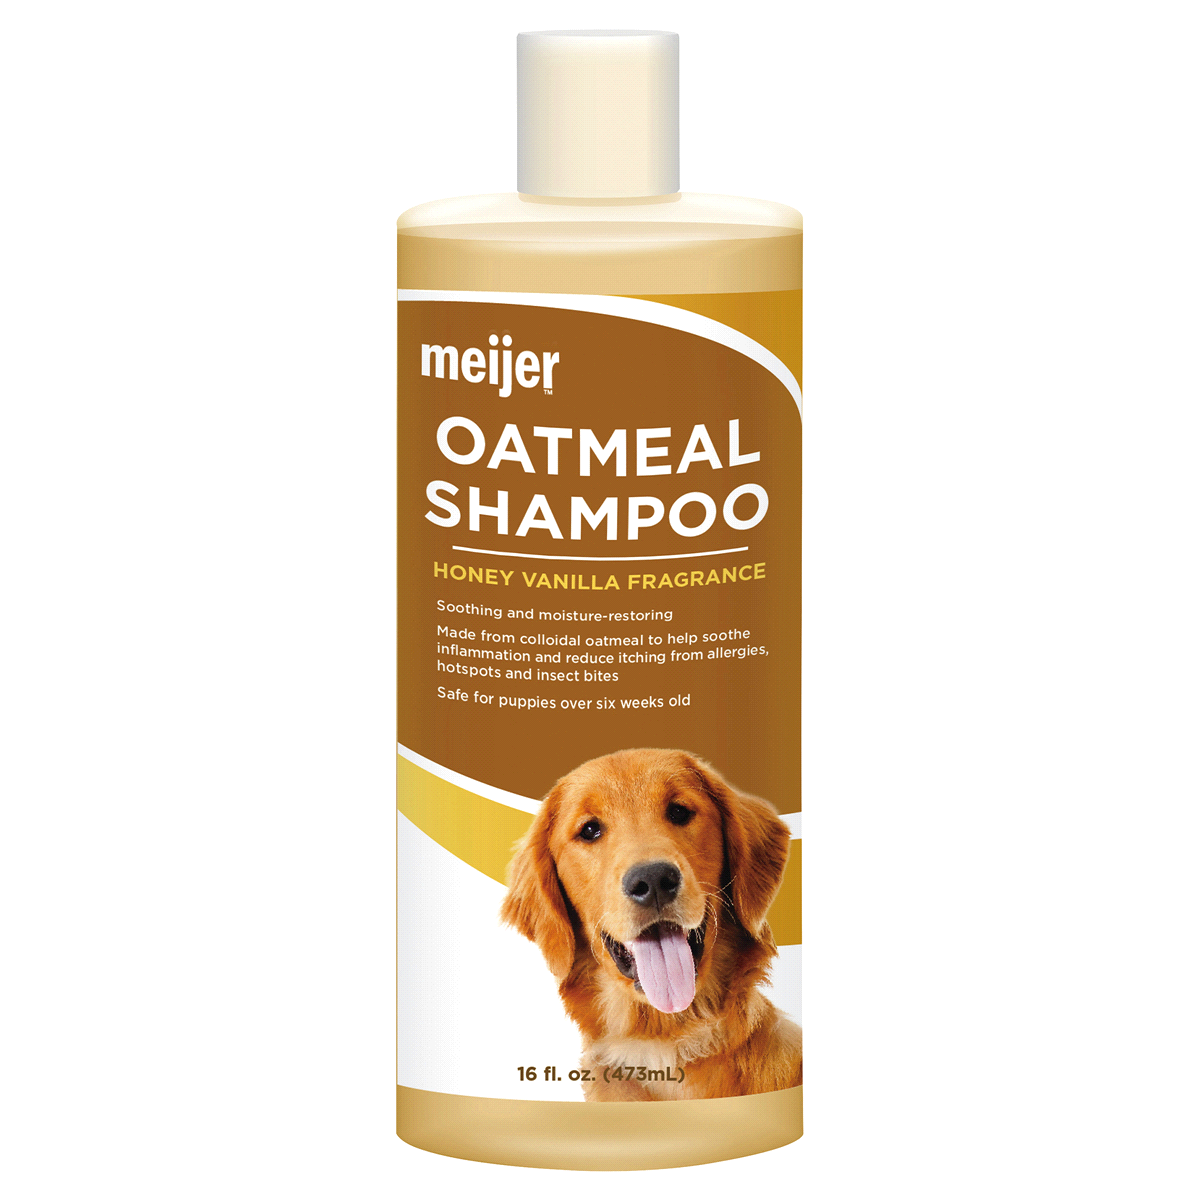 meijer™
OATMEAL
SHAMPOO
HONEY VANILLA FRAGRANCE
Soothing and moisture-restoring
Made from colloidal oatmeal to help soothe
inflammation and reduce itching from allergies,
hotspots and insect bites
Safe for puppies over six weeks old
16 fl. oz. (473mL)